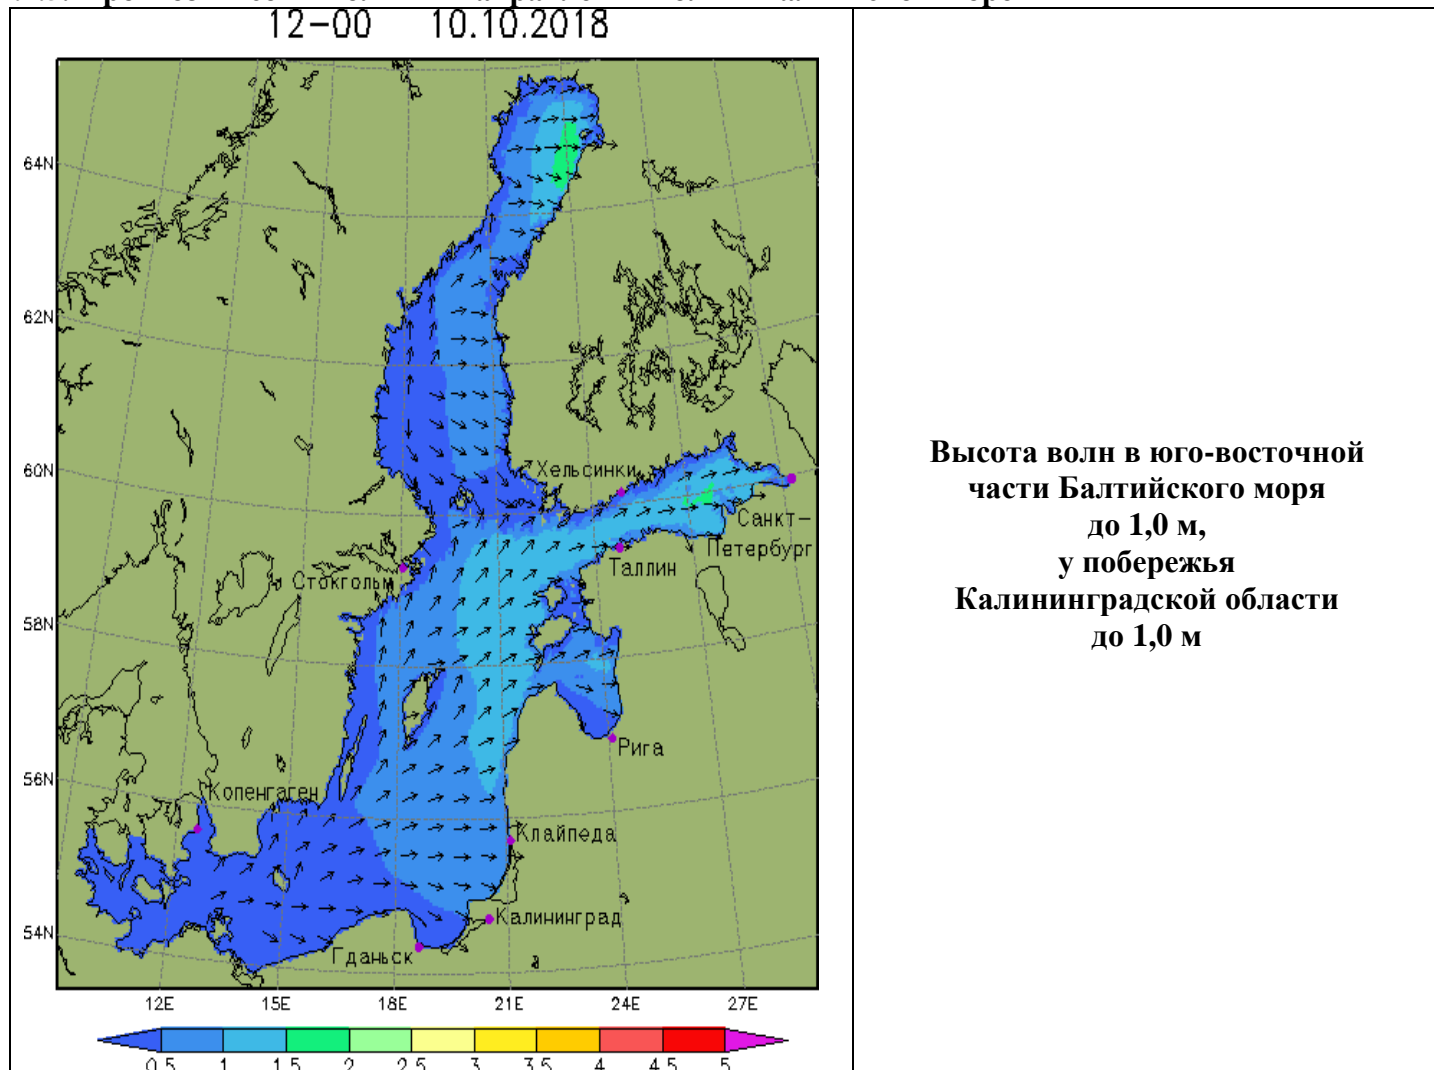 12-00 10.10.2018
64N
62N
60N
58N
56N
54N
Хельсинки
Санкт-
Петербург
Таллин
Стокгольм
Рига
Копенгаген
Клайпеда
Калининград
Гданьск
12E 15E 18E 21E 24E 27E
0.5 1 1.5 2 2.5 3 3.5 4 4.5 5
Высота волн в юго-восточной
части Балтийского моря
до 1,0 м,
у побережья
Калининградской области
до 1,0 м